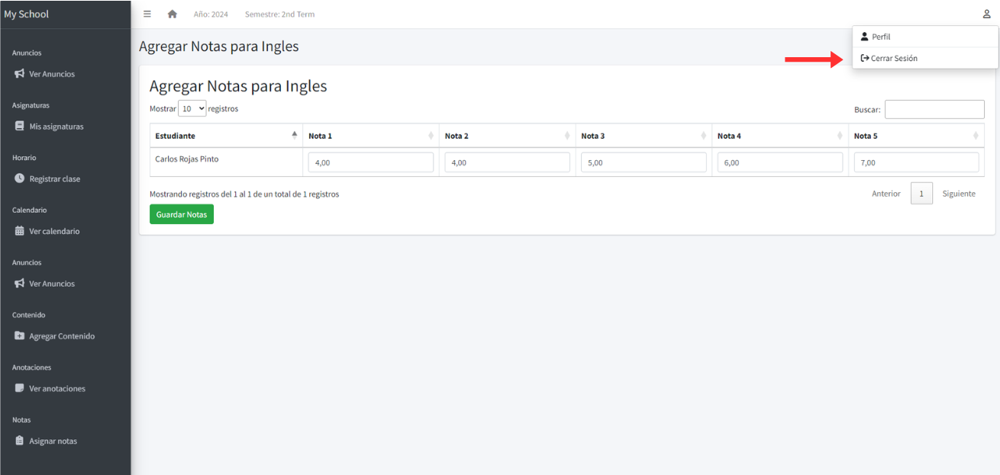 My School
Año: 2024 Semestre: 2nd Term
Perfil
Cerrar Sesión
Anuncios
Ver Anuncios
Asignaturas
Mis asignaturas
Horario
Registrar clase
Calendario
Ver calendario
Anuncios
Ver Anuncios
Contenido
Agregar Contenido
Anotaciones
Ver anotaciones
Notas
Asignar notas
Agregar Notas para Ingles
Agregar Notas para Ingles
Mostrar 10 registros
Buscar:
Estudiante Nota 1 Nota 2 Nota 3 Nota 4 Nota 5
Carlos Rojas Pinto 4,00 4,00 5,00 6,00 7,00
Mostrando registros del 1 al 1 de un total de 1 registros
Anterior 1 Siguiente
Guardar Notas